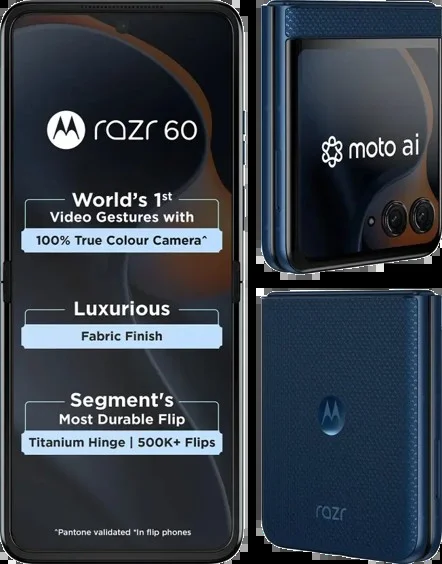 razr 60
World's 1st
Video Gestures with
100% True Colour Camera^
Luxurious
Fabric Finish
Segment's
Most Durable Flip
Titanium Hinge | 500K+ Flips
^Pantone validated *In flip phones
moto ai
razr